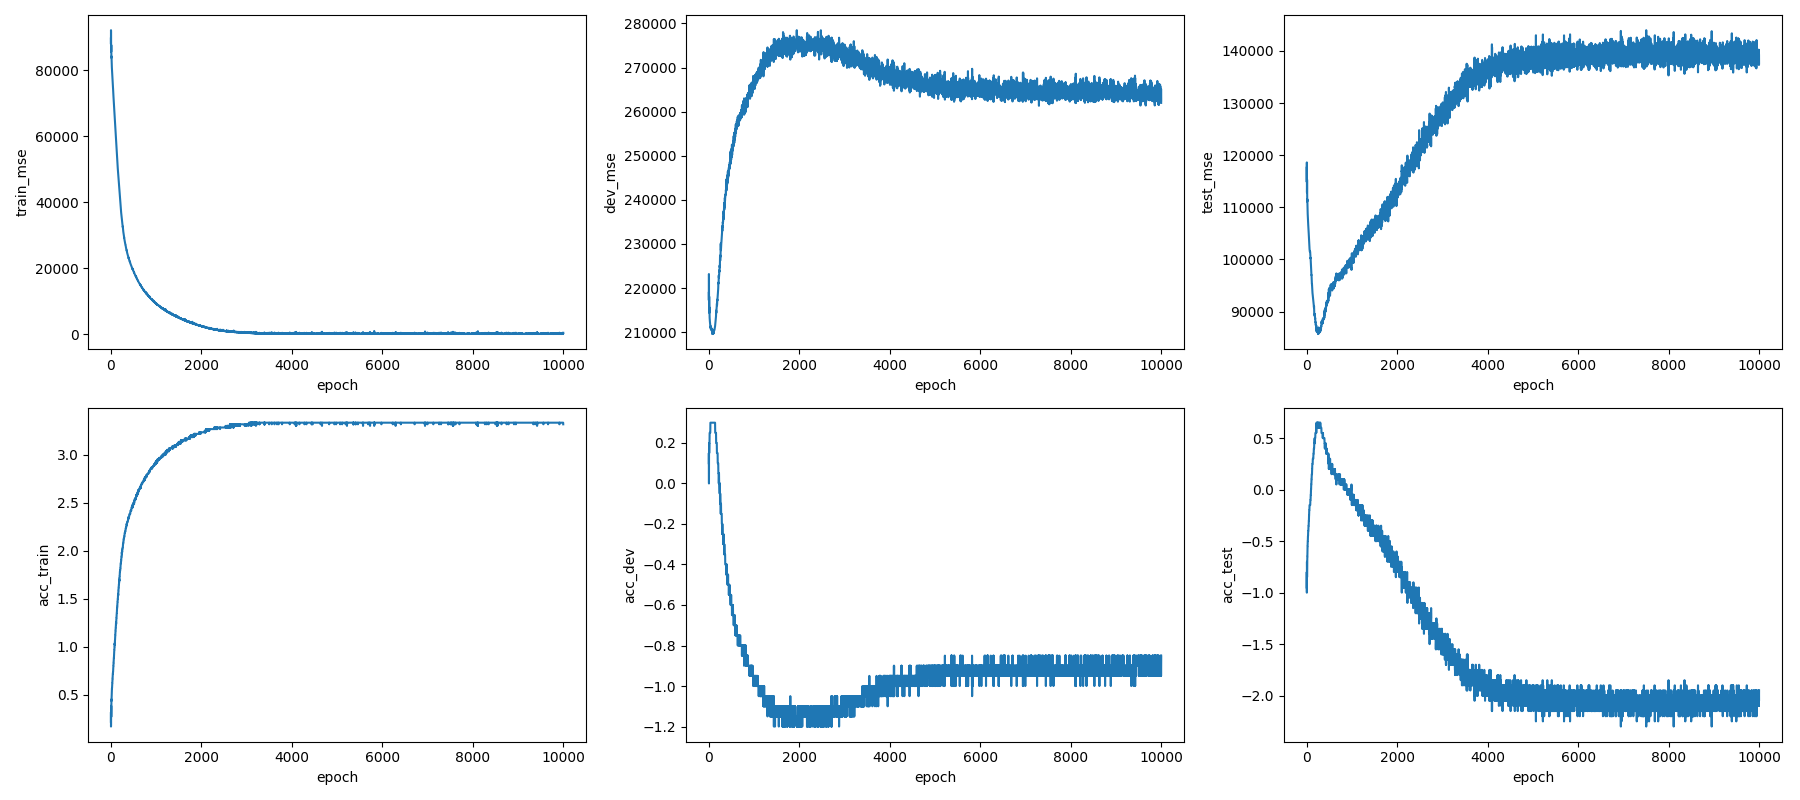 train_mse
80000
60000
40000
20000
0
0 2000 4000 6000 8000 10000
epoch
dev_mse
280000
270000
260000
250000
240000
230000
220000
210000
0 2000 4000 6000 8000 10000
epoch
test_mse
140000
130000
120000
110000
100000
90000
0 2000 4000 6000 8000 10000
epoch
acc_train
3.0
2.5
2.0
1.5
1.0
0.5
0 2000 4000 6000 8000 10000
epoch
acc_dev
0.2
0.0
−0.2
−0.4
−0.6
−0.8
−1.0
−1.2
0 2000 4000 6000 8000 10000
epoch
acc_test
0.5
0.0
−0.5
−1.0
−1.5
−2.0
0 2000 4000 6000 8000 10000
epoch